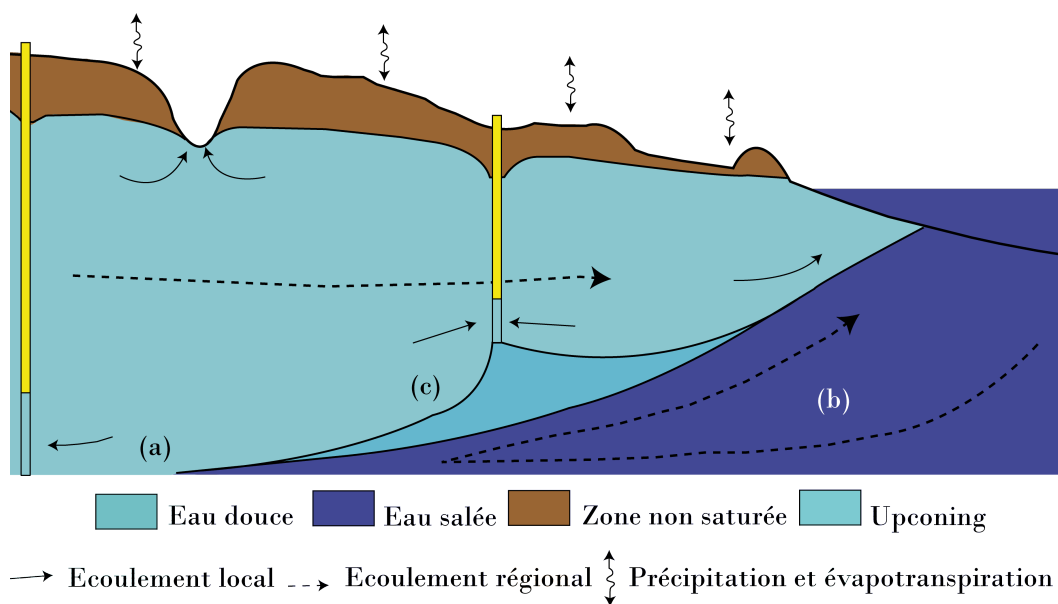 (c)
(b)
(a)
Eau douce Eau salée Zone non saturée Upconing
Ecoulement local Ecoulement régional Précipitation et évapotranspiration